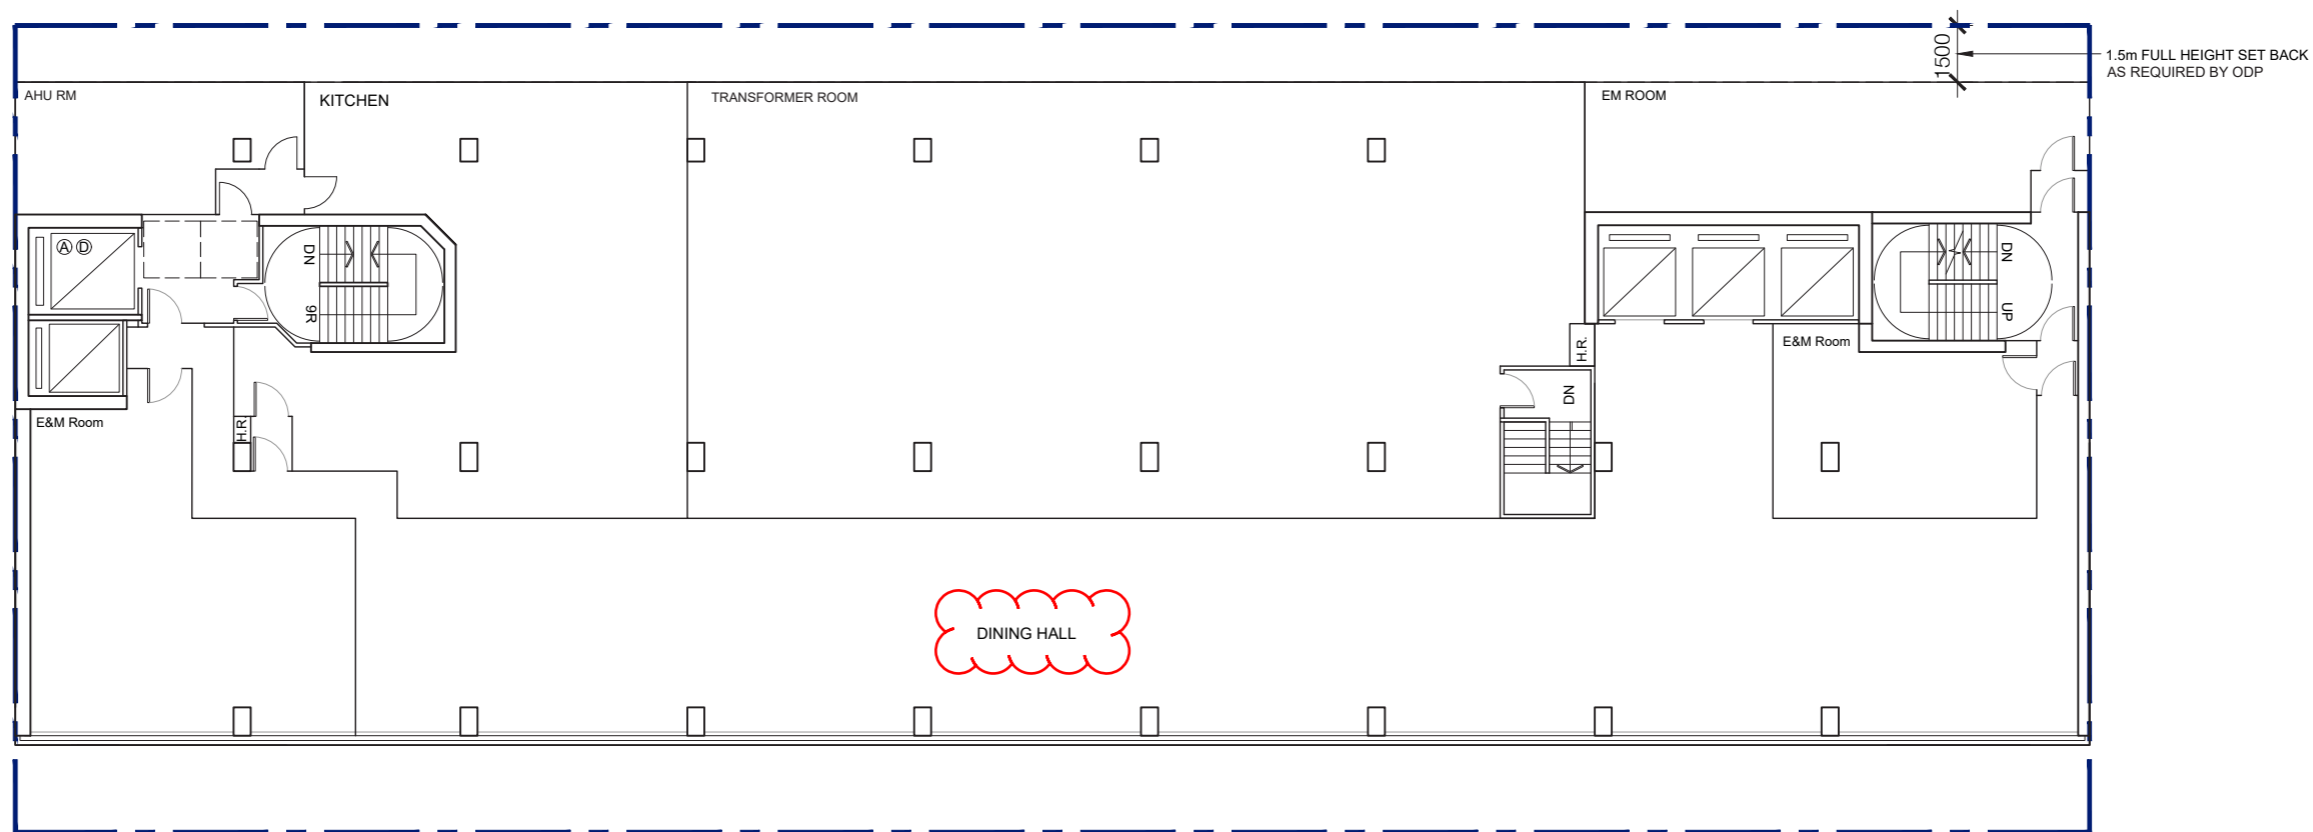 1500
1.5m FULL HEIGHT SET BACK
AS REQUIRED BY ODP
AHU RM
KITCHEN
TRANSFORMER ROOM
EM ROOM
A D
DN
9R
DN
UP
H.R.
E&M Room
DN
E&M Room
H.R.
DINING HALL